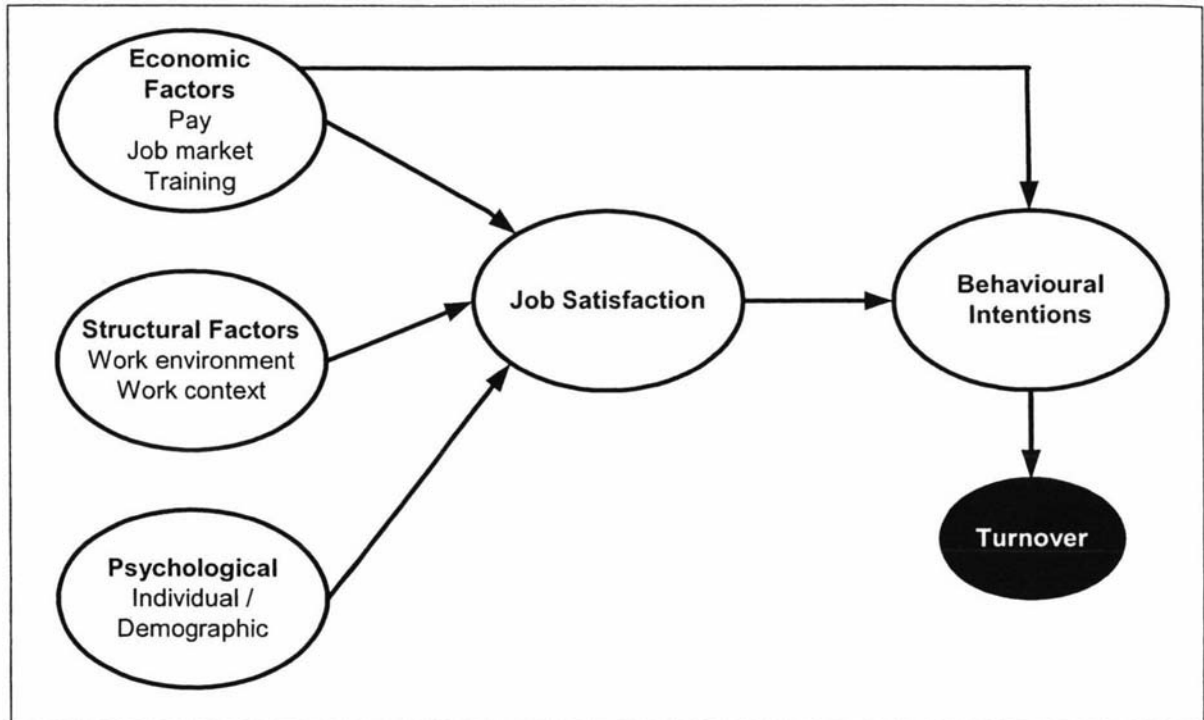 Economic
Factors
Pay
Job market
Training
Structural Factors
Work environment
Work context
Psychological
Individual /
Demographic
Job Satisfaction
Behavioural
Intentions
Turnover